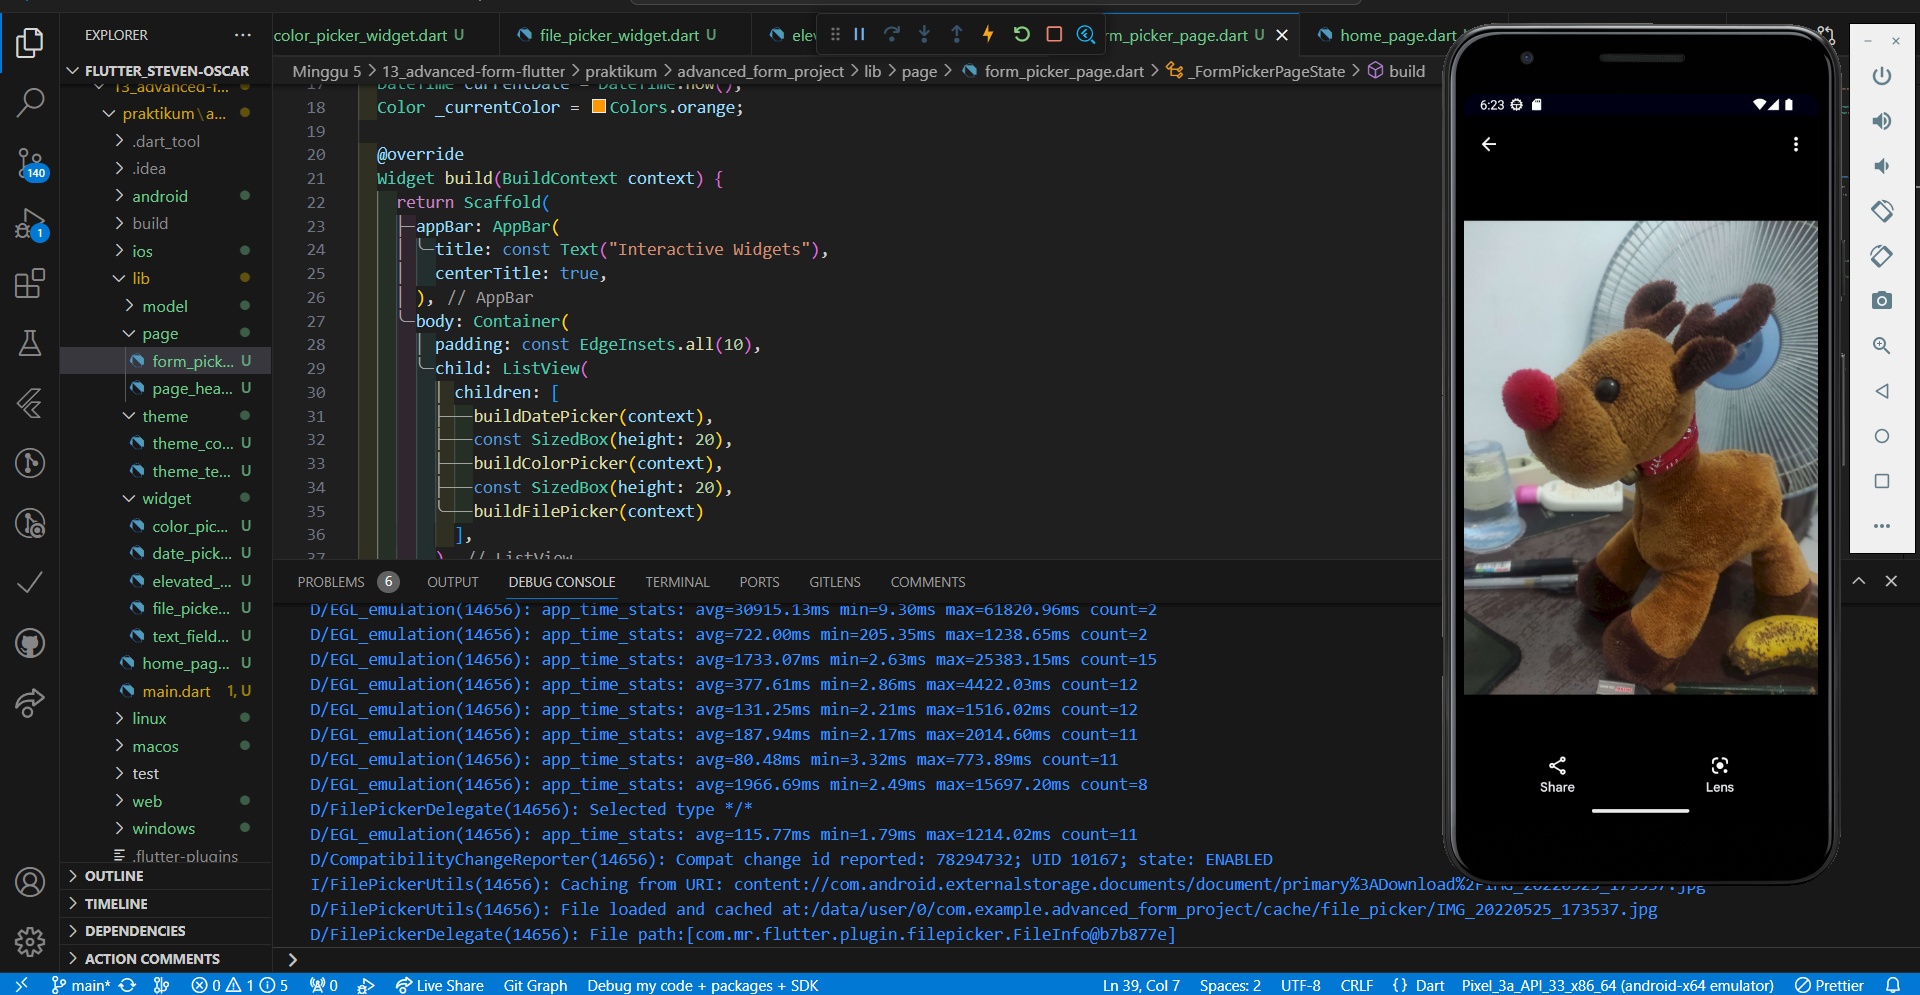 EXPLORER
FLUTTER_STEVEN-OSCAR
13_advanced-f...
praktikum \ a...
.dart_tool
.idea
android
build
ios
lib
model
page
form_pick... U
page_hea... U
theme
theme_co... U
theme_te... U
widget
color_pic... U
date_pick... U
elevated_... U
file_picke... U
text_field... U
home_pag... U
main.dart 1, U
linux
macos
test
web
windows
.flutter-plugins
OUTLINE
TIMELINE
DEPENDENCIES
ACTION COMMENTS
140
1
color_picker_widget.dart U
file_picker_widget.dart U
ele
rm_picker_page.dart U
home_page.dart
Minggu 5 > 13_advanced-form-flutter > praktikum > advanced_form_project > lib > page > form_picker_page.dart > _FormPickerPageState > build
17 DateTime currentDate = DateTime.now();
18 Color _currentColor = Colors.orange;
19
20 @override
21 Widget build(BuildContext context) {
22 return Scaffold(
23 appBar: AppBar(
24 title: const Text("Interactive Widgets"),
25 centerTitle: true,
26 ), // AppBar
27 body: Container(
28 padding: const EdgeInsets.all(10),
29 child: ListView(
30 children: [
31 buildDatePicker(context),
32 const SizedBox(height: 20),
33 buildColorPicker(context),
34 const SizedBox(height: 20),
35 buildFilePicker(context)
36 ],
37 ) // ListView
PROBLEMS 6 OUTPUT DEBUG CONSOLE TERMINAL PORTS GITLENS COMMENTS
D/EGL_emulation(14656): app_time_stats: avg=30915.13ms min=9.30ms max=61820.96ms count=2
D/EGL_emulation(14656): app_time_stats: avg=722.00ms min=205.35ms max=1238.65ms count=2
D/EGL_emulation(14656): app_time_stats: avg=1733.07ms min=2.63ms max=25383.15ms count=15
D/EGL_emulation(14656): app_time_stats: avg=377.61ms min=2.86ms max=4422.03ms count=12
D/EGL_emulation(14656): app_time_stats: avg=131.25ms min=2.21ms max=1516.02ms count=12
D/EGL_emulation(14656): app_time_stats: avg=187.94ms min=2.17ms max=2014.60ms count=11
D/EGL_emulation(14656): app_time_stats: avg=80.48ms min=3.32ms max=773.89ms count=11
D/EGL_emulation(14656): app_time_stats: avg=1966.69ms min=2.49ms max=15697.20ms count=8
D/FilePickerDelegate(14656): Selected type */*
D/EGL_emulation(14656): app_time_stats: avg=115.77ms min=1.79ms max=1214.02ms count=11
D/CompatibilityChangeReporter(14656): Compat change id reported: 78294732; UID 10167; state: ENABLED
I/FilePickerUtils(14656): Caching from URI: content://com.android.externalstorage.documents/document/primary%3ADownload%2FIMG_20220525_173537.jpg
D/FilePickerUtils(14656): File loaded and cached at:/data/user/0/com.example.advanced_form_project/cache/file_picker/IMG_20220525_173537.jpg
D/FilePickerDelegate(14656): File path:[com.mr.flutter.plugin.filepicker.FileInfo@b7b877e]
6:23
Share
Lens
main* 0 1 5 0 Live Share Git Graph Debug my code + packages + SDK Ln 39, Col 7 Spaces: 2 UTF-8 CRLF {} Dart Pixel_3a_API_33_x86_64 (android-x64 emulator) Prettier